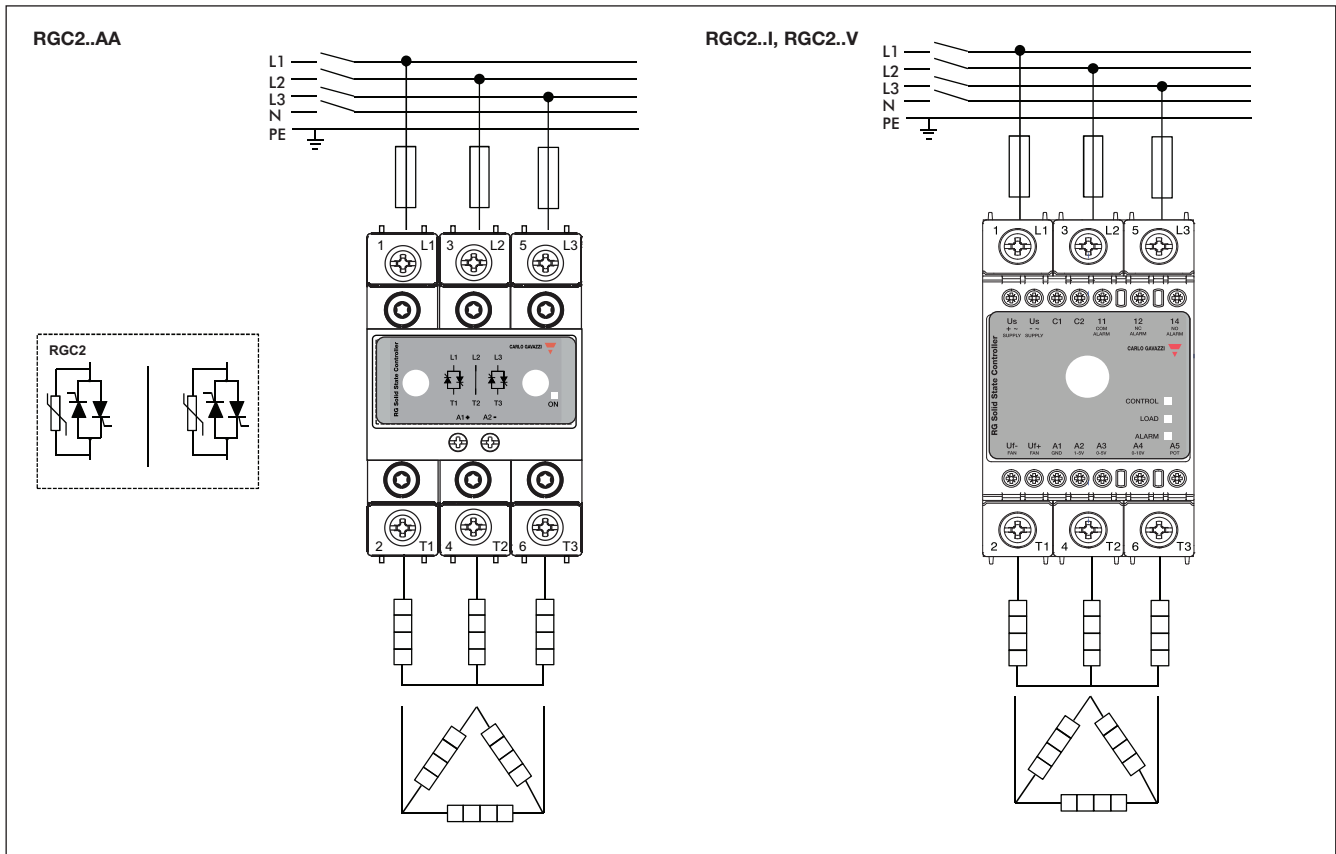 RGC2..AA
L1
L2
L3
N
PE
1 L1 3 L2 5 L3
RG Solid State Controller
CARLO GAVAZZI
L1 L2 L3
T1 T2 T3
ON
A1+ A2-
2 T1 4 T2 6 T3
RGC2
RGC2..I, RGC2..V
L1
L2
L3
N
PE
1 L1 3 L2 5 L3
Us Us C1 C2 11 12 14
+ ~ - ~ COM NC NO
SUPPLY SUPPLY ALARM ALARM ALARM
CARLO GAVAZZI
RG Solid State Controller
CONTROL
LOAD
ALARM
Uf- Uf+ A1 A2 A3 A4 A5
FAN FAN GND 1-5V 0-5V 0-10V POT
2 T1 4 T2 6 T3